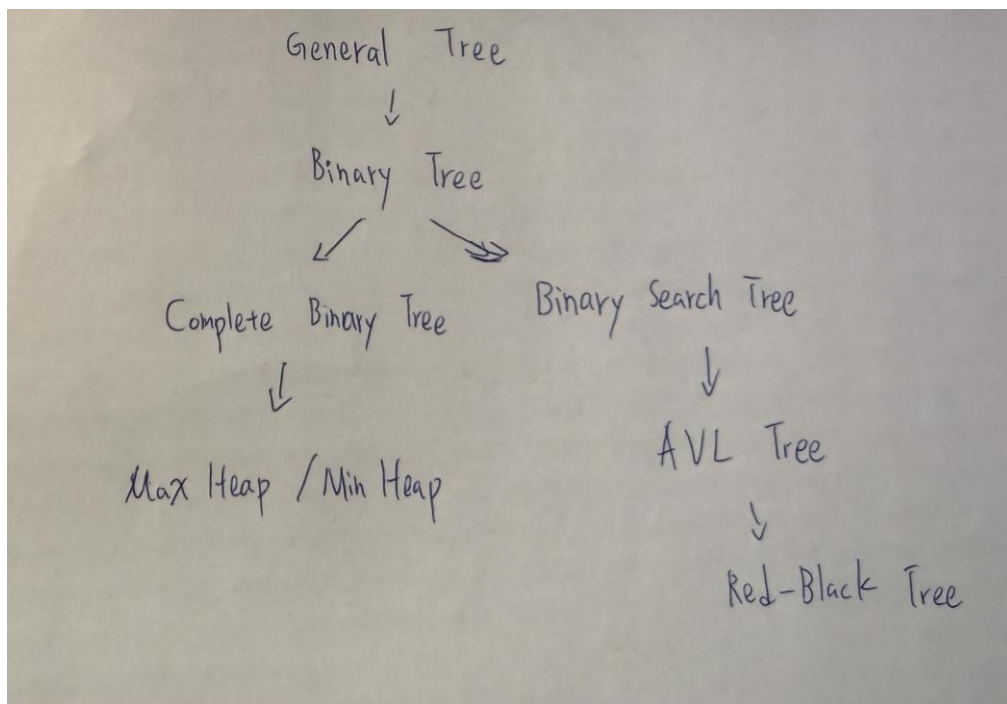 General Tree
Binary Tree
Complete Binary Tree
Binary Search Tree
Max Heap / Min Heap
AVL Tree
Red-Black Tree